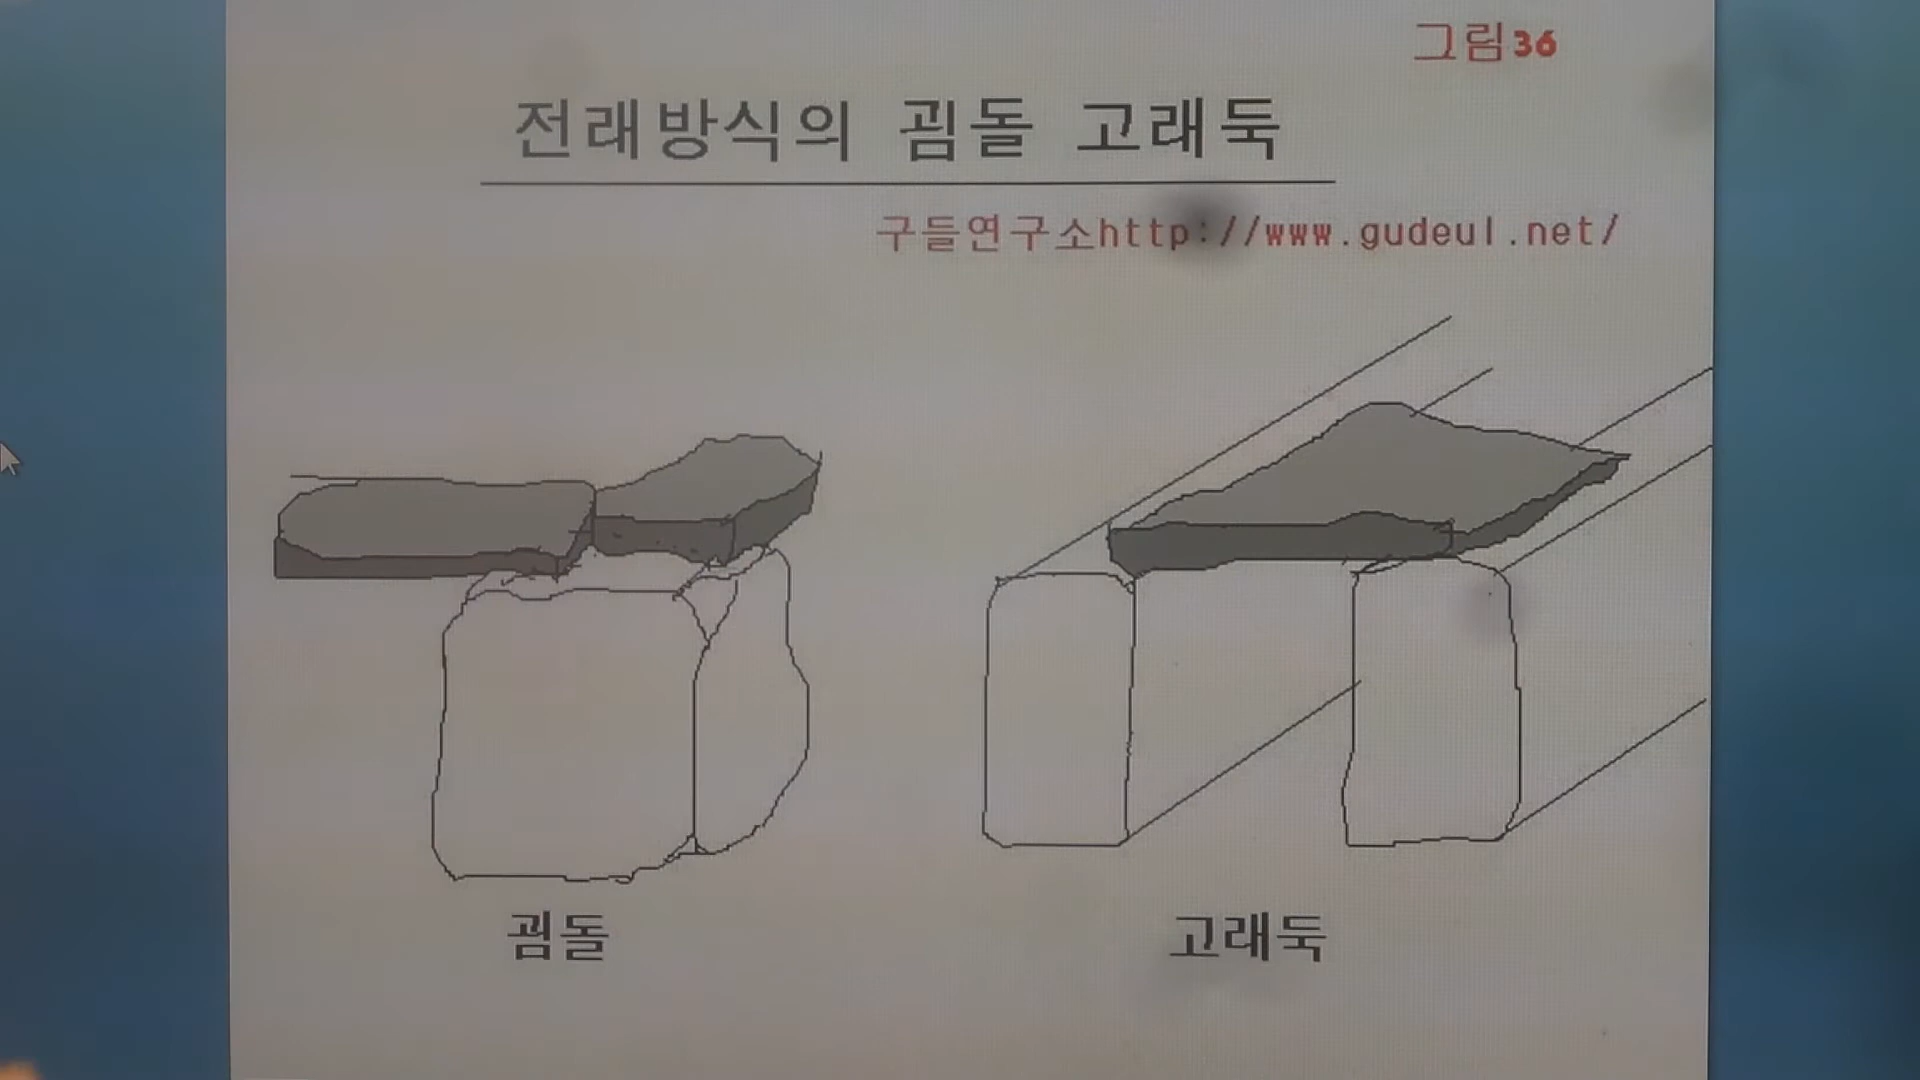 그림36
전래방식의 굄돌 고래둑
구들연구소http://www.gudeul.net/
굄돌
고래둑